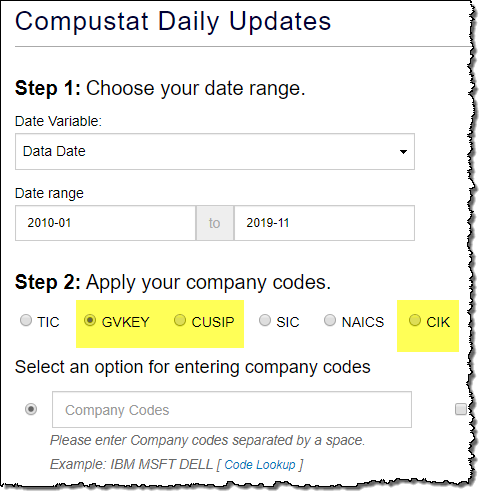 Compustat Daily Updates
Step 1: Choose your date range.
Date Variable:
Data Date
Date range
2010-01 to 2019-11
Step 2: Apply your company codes.
TIC GVKEY CUSIP SIC NAICS CIK
Select an option for entering company codes
Company Codes
Please enter Company codes separated by a space.
Example: IBM MSFT DELL [ Code Lookup ]